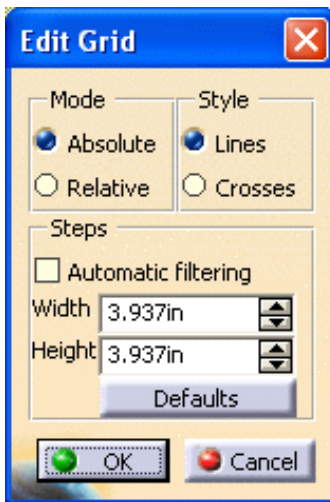 Edit Grid
Mode Style
Absolute Lines
Relative Crosses
Steps
Automatic filtering
Width 3.937in
Height 3.937in
Defaults
OK Cancel